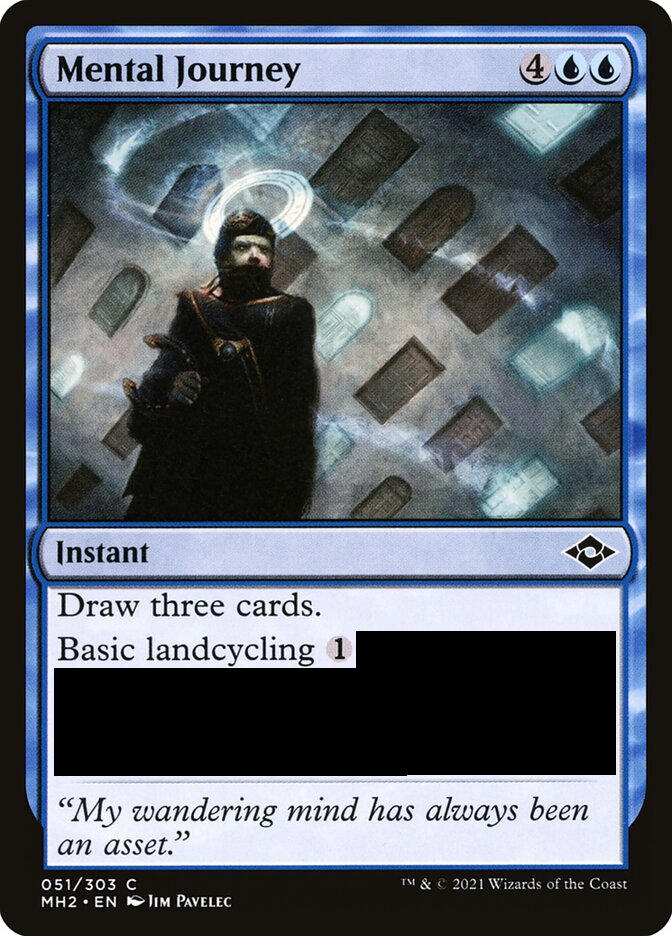 Mental Journey
4
Instant
Draw three cards.
Basic landcycling 1
“My wandering mind has always been
an asset.”
051/303 C
MH2 • EN Jim Pavelec
™ & © 2021 Wizards of the Coast